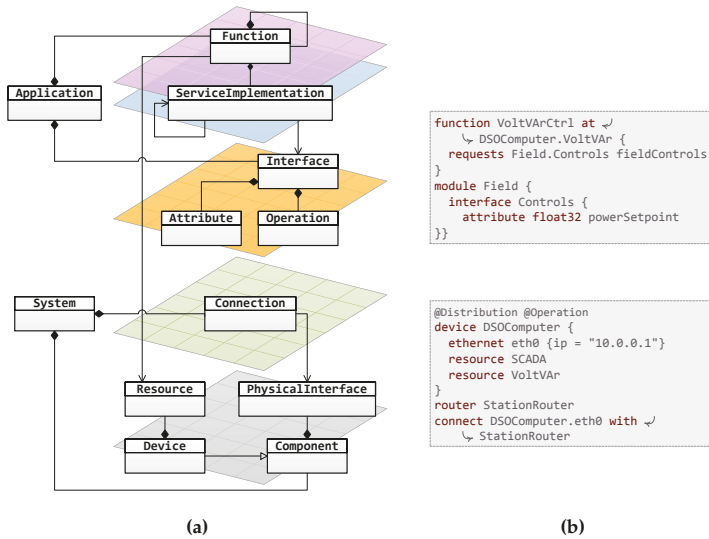 Function
Application
ServiceImplementation
Interface
Attribute
Operation
System
Connection
Resource
PhysicalInterface
Device
Component
(a)
function VoltVArCtrl at ↲
↳ DSOComputer.VoltVAr {
requests Field.Controls fieldControls
}
module Field {
interface Controls {
attribute float32 powerSetpoint
}}
@Distribution @Operation
device DSOComputer {
ethernet eth0 {ip = "10.0.0.1"}
resource SCADA
resource VoltVAr
}
router StationRouter
connect DSOComputer.eth0 with ↲
↳ StationRouter
(b)